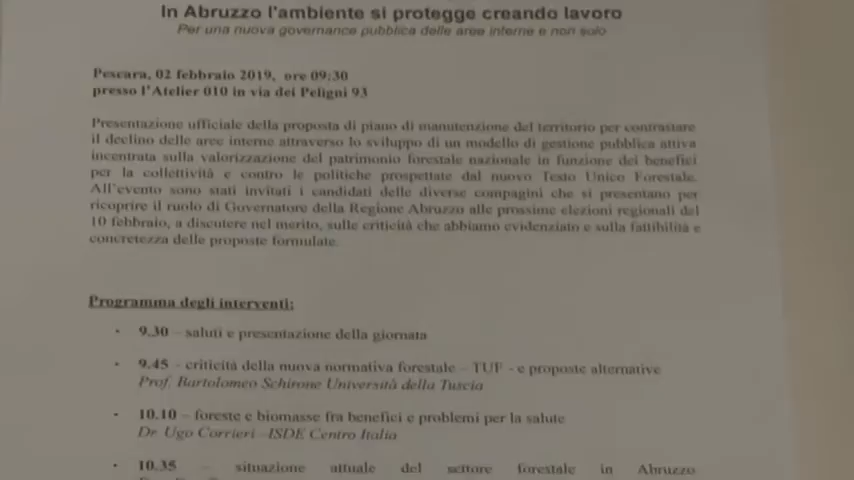 In Abruzzo l'ambiente si protegge creando lavoro
Per una nuova governance pubblica delle aree interne e non solo
Pescara, 02 febbraio 2019, ore 09:30
presso l'Atelier 010 in via dei Peligni 93
Presentazione ufficiale della proposta di piano di manutenzione del territorio per contrastare
il declino delle aree interne attraverso lo sviluppo di un modello di gestione pubblica attiva
incentrata sulla valorizzazione del patrimonio forestale nazionale in funzione dei benefici
per la collettività e contro le politiche prospettate dal nuovo Testo Unico Forestale.
All'evento sono stati invitati i candidati delle diverse compagini che si presentano per
ricoprire il ruolo di Governatore della Regione Abruzzo alle prossime elezioni regionali del
10 febbraio, a discutere nel merito, sulle criticità che abbiamo evidenziato e sulla fattibilità e
concretezza delle proposte formulate.
Programma degli interventi:
- 9.30 – saluti e presentazione della giornata
- 9.45 - criticità della nuova normativa forestale – TUF - e proposte alternative
Prof. Bartolomeo Schirone Università della Tuscia
- 10.10 – foreste e biomasse fra benefici e problemi per la salute
Dr Ugo Corrieri - ISDE Centro Italia
- 10.35 – situazione attuale del settore forestale in Abruzzo